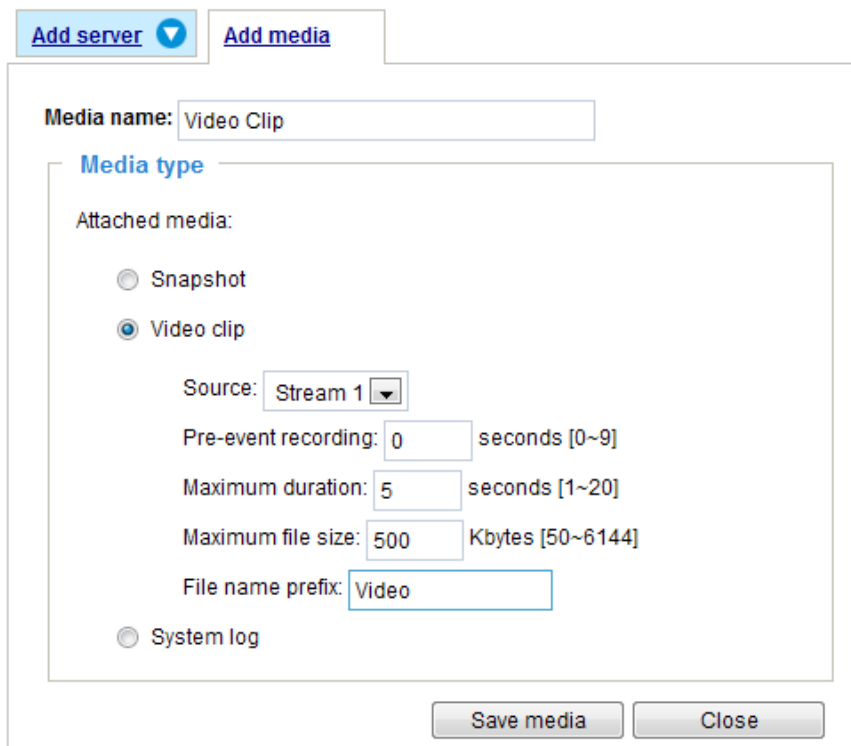 Add server Add media
Media name: Video Clip
Media type
Attached media:
Snapshot
Video clip
Source: Stream 1
Pre-event recording: 0 seconds [0~9]
Maximum duration: 5 seconds [1~20]
Maximum file size: 500 Kbytes [50~6144]
File name prefix: Video
System log
Save media Close